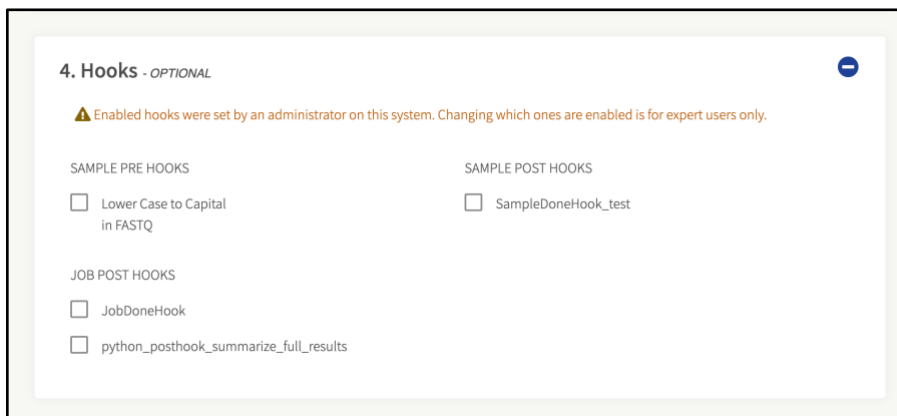 4. Hooks - OPTIONAL
Enabled hooks were set by an administrator on this system. Changing which ones are enabled is for expert users only.
SAMPLE PRE HOOKS
Lower Case to Capital
in FASTQ
SAMPLE POST HOOKS
SampleDoneHook_test
JOB POST HOOKS
JobDoneHook
python_posthook_summarize_full_results